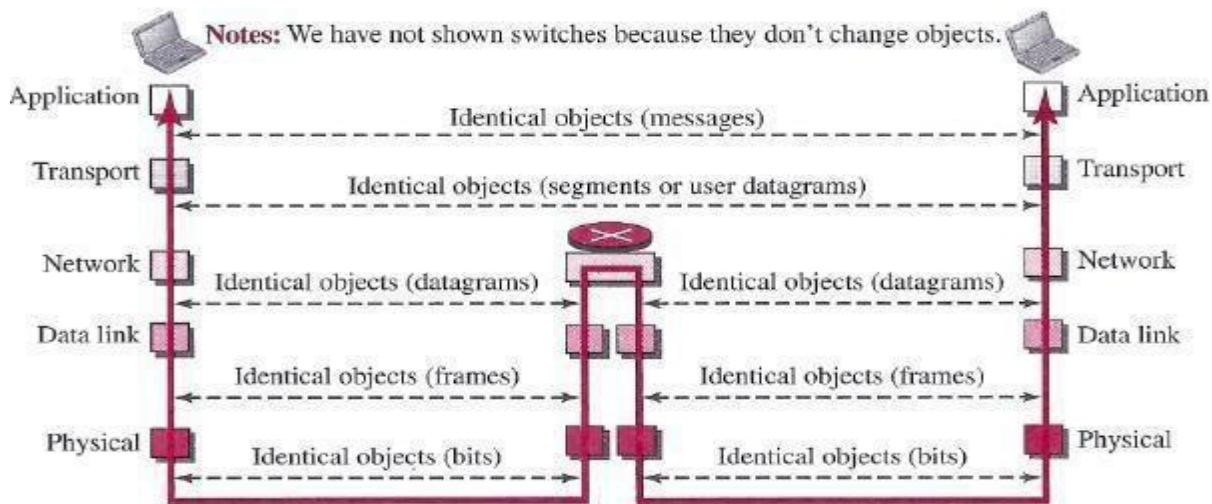 Notes: We have not shown switches because they don't change objects.
Application
Application
Identical objects (messages)
Transport
Transport
Identical objects (segments or user datagrams)
Network
Network
Identical objects (datagrams)
Identical objects (datagrams)
Data link
Data link
Identical objects (frames)
Identical objects (frames)
Physical
Physical
Identical objects (bits)
Identical objects (bits)